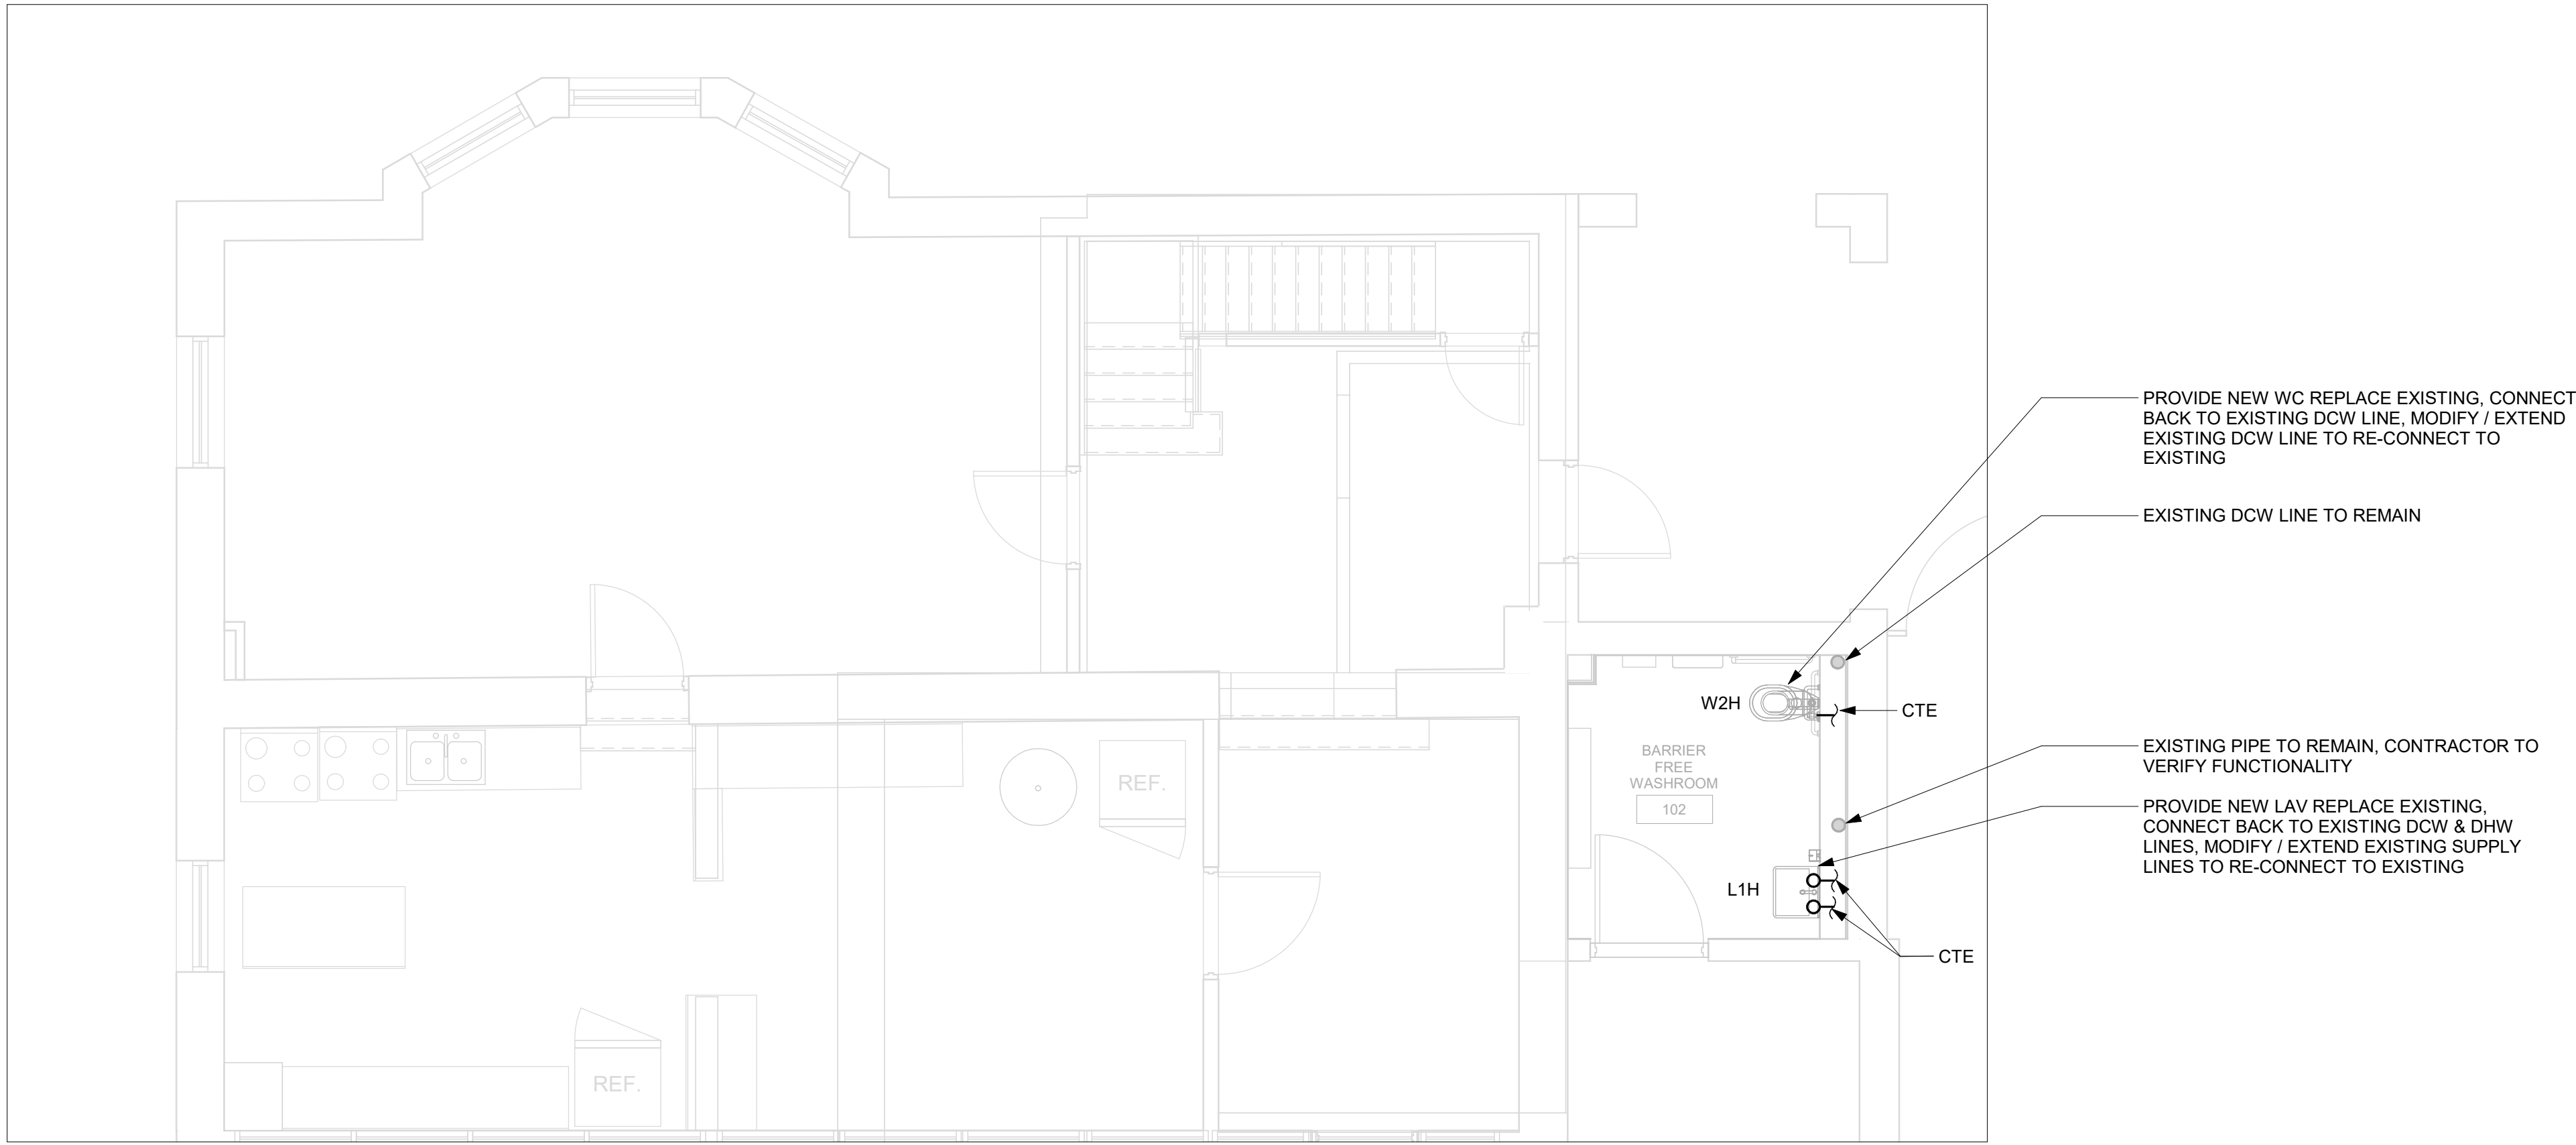 PROVIDE NEW WC REPLACE EXISTING, CONNECT
BACK TO EXISTING DCW LINE, MODIFY / EXTEND
EXISTING DCW LINE TO RE-CONNECT TO
EXISTING
EXISTING DCW LINE TO REMAIN
W2H
CTE
EXISTING PIPE TO REMAIN, CONTRACTOR TO
VERIFY FUNCTIONALITY
BARRIER
FREE
WASHROOM
102
REF.
PROVIDE NEW LAV REPLACE EXISTING,
CONNECT BACK TO EXISTING DCW & DHW
LINES, MODIFY / EXTEND EXISTING SUPPLY
LINES TO RE-CONNECT TO EXISTING
L1H
CTE
REF.